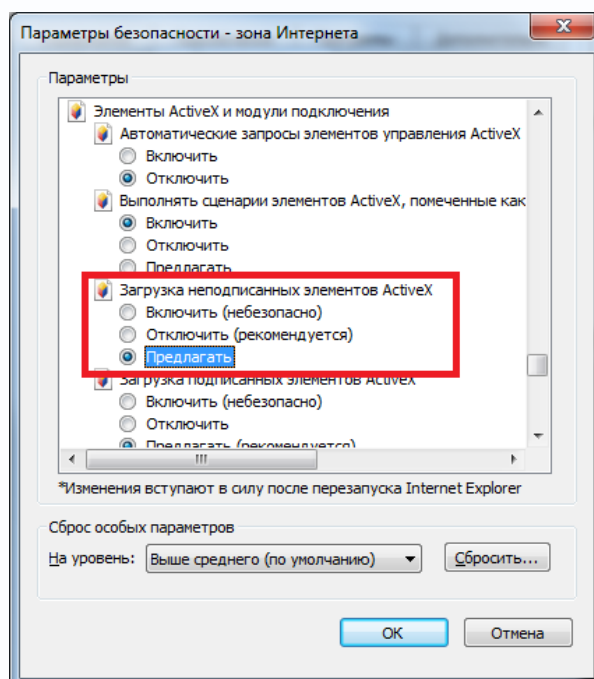 Параметры безопасности - зона Интернета
Параметры
Элементы ActiveX и модули подключения
Автоматические запросы элементов управления ActiveX
Включить
Отключить
Выполнять сценарии элементов ActiveX, помеченные как
Включить
Отключить
Предлагать
Загрузка неподписанных элементов ActiveX
Включить (небезопасно)
Отключить (рекомендуется)
Предлагать
Загрузка подписанных элементов ActiveX
Включить (небезопасно)
Отключить
Предлагать (рекомендуется)
*Изменения вступают в силу после перезапуска Internet Explorer
Сброс особых параметров
На уровень: Выше среднего (по умолчанию) Сбросить...
ОК Отмена